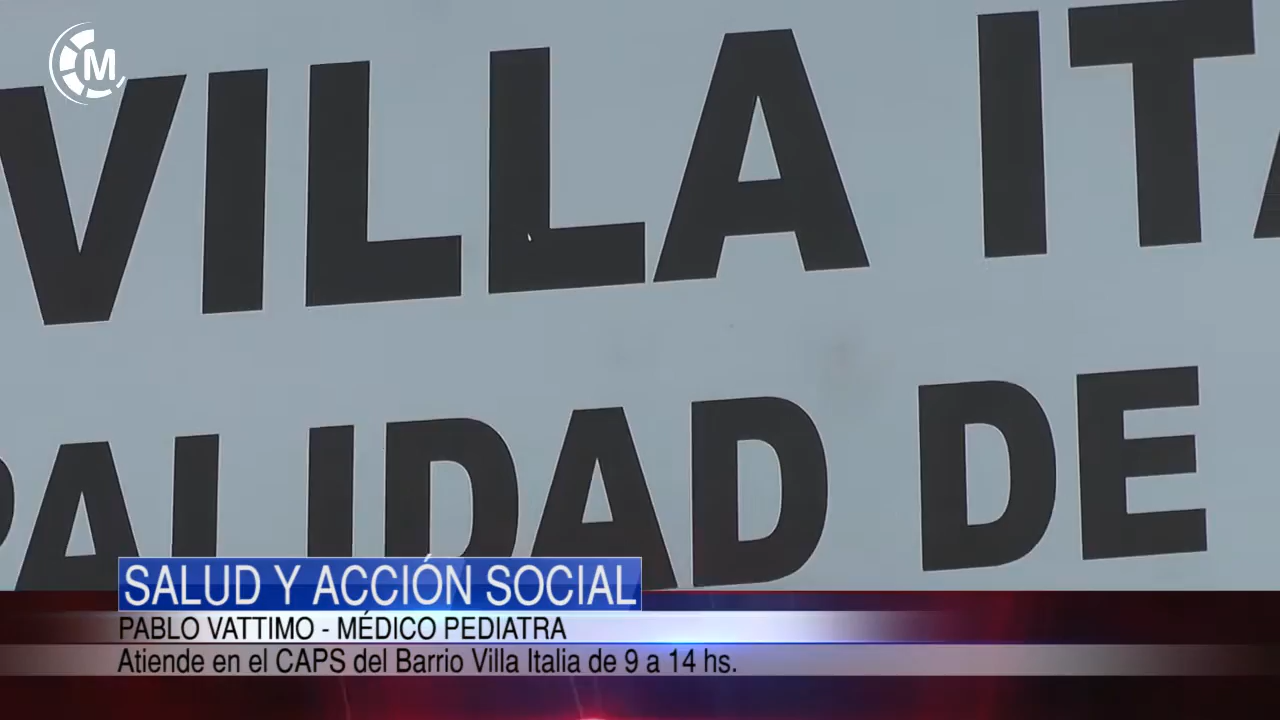 M
VILLA ITA
PALIDAD DE
SALUD Y ACCIÓN SOCIAL
PABLO VATTIMO - MÉDICO PEDIATRA
Atiende en el CAPS del Barrio Villa Italia de 9 a 14 hs.